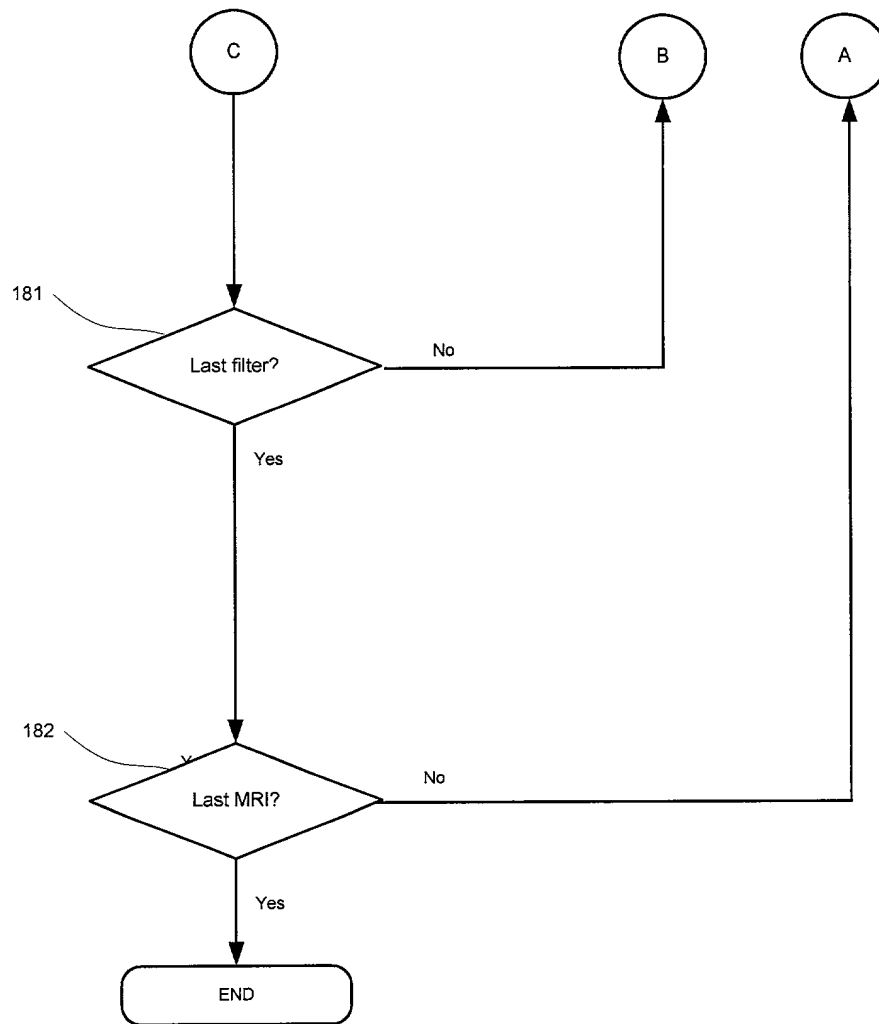 C
B
A
181
Last filter?
No
Yes
182
Last MRI?
No
Yes
END